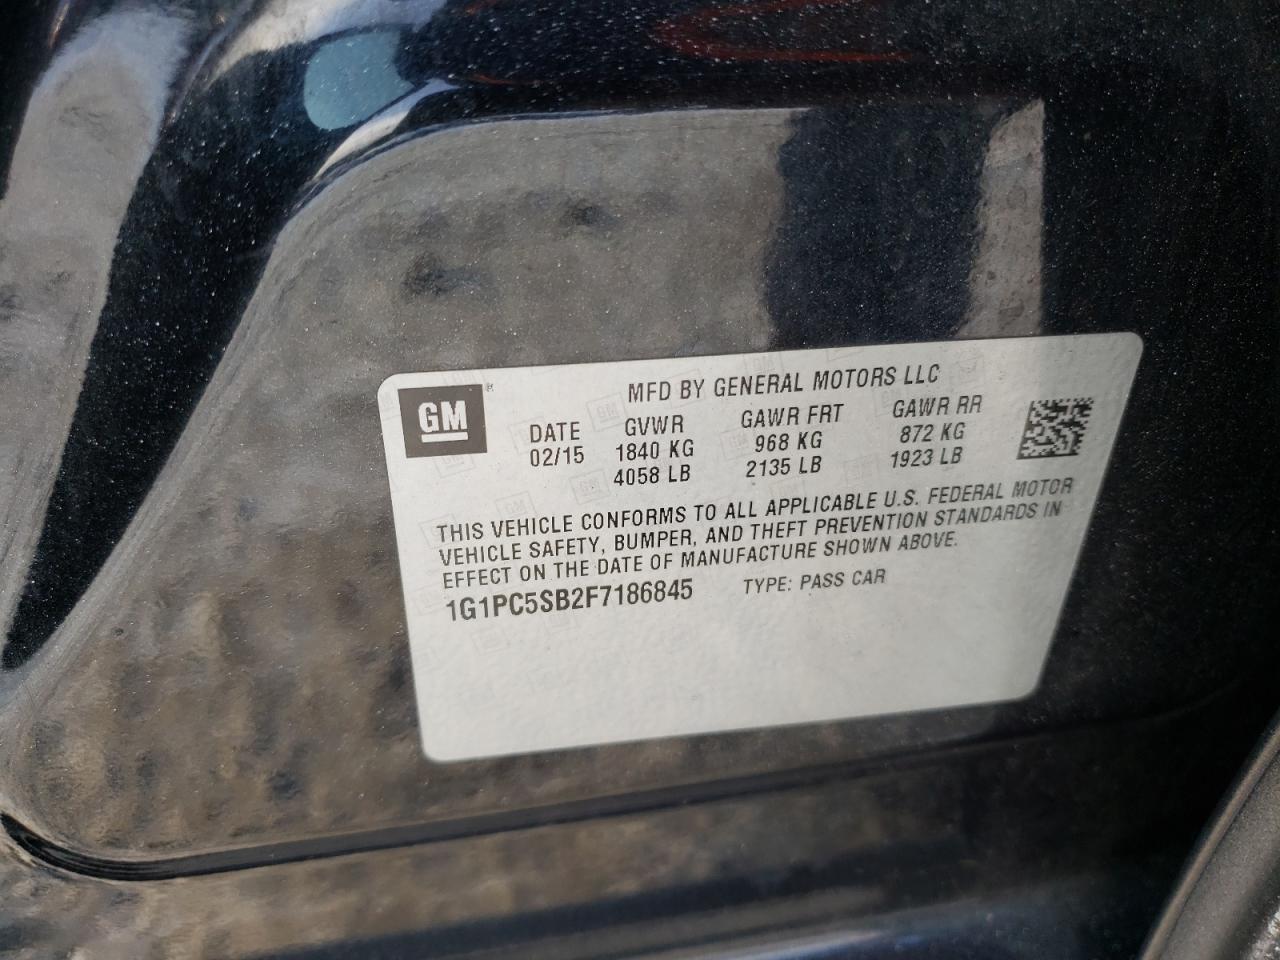 GM
MFD BY GENERAL MOTORS LLC
DATE GVWR GAWR FRT GAWR RR
02/15 1840 KG 968 KG 872 KG
4058 LB 2135 LB 1923 LB
THIS VEHICLE CONFORMS TO ALL APPLICABLE U.S. FEDERAL MOTOR
VEHICLE SAFETY, BUMPER, AND THEFT PREVENTION STANDARDS IN
EFFECT ON THE DATE OF MANUFACTURE SHOWN ABOVE.
1G1PC5SB2F7186845 TYPE: PASS CAR